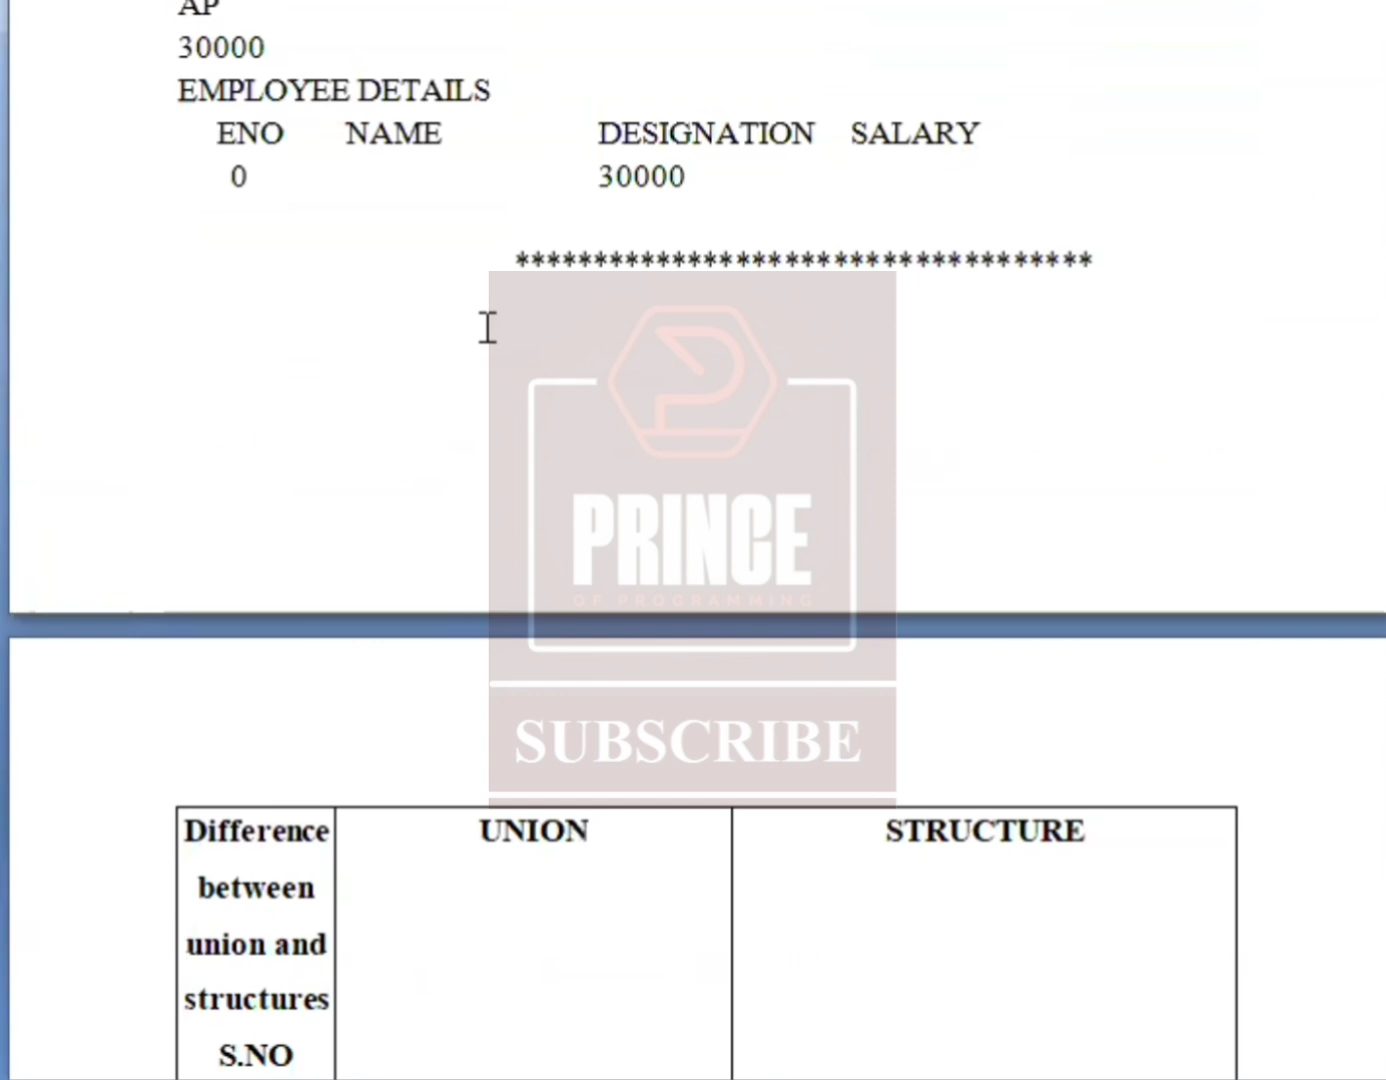 AP
30000
EMPLOYEE DETAILS
ENO NAME DESIGNATION SALARY
0 30000
*************************************
PRINCE
OF PROGRAMMING
SUBSCRIBE
Difference between union and structures S.NO UNION STRUCTURE